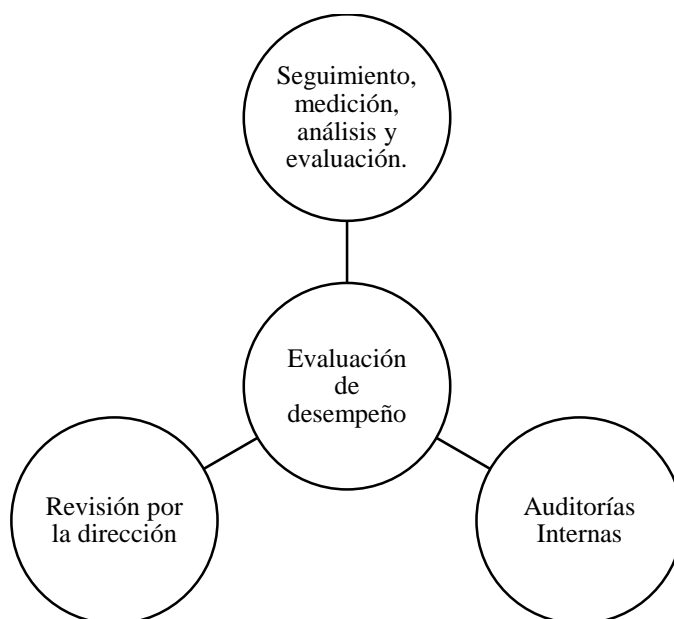 Seguimiento,
medición,
análisis y
evaluación.
Evaluación
de
desempeño
Revisión por
la dirección
Auditorías
Internas